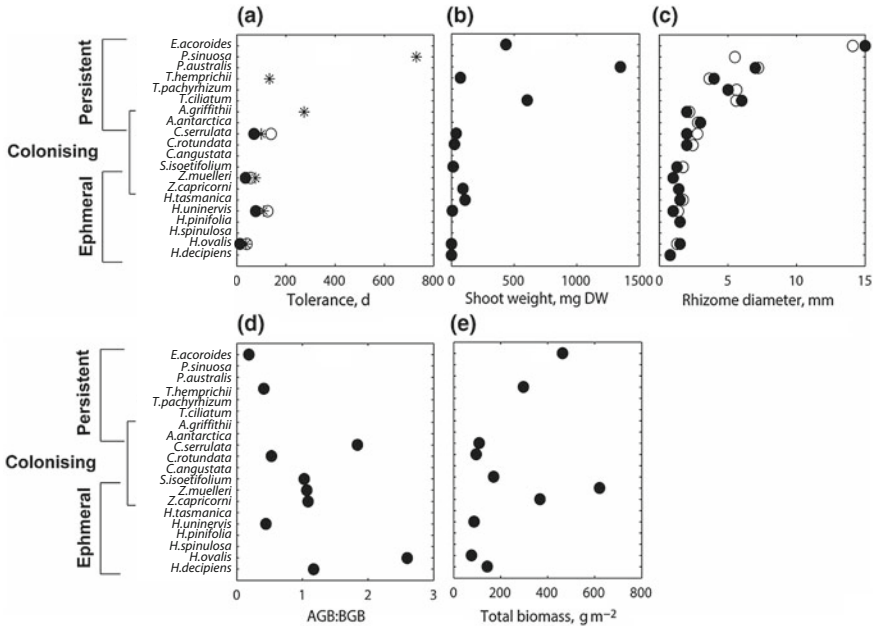 (a)
(b)
(c)
Persistent
Colonising
Ephmeral
E.acoroides
P.sinuosa
P.australis
T.hemprichii
T.pachyrhizum
T.ciliatum
A.griffithii
A.antarctica
C.serrulata
C.rotundata
C.angustata
S.isoetifolium
Z.muelleri
Z.capricorni
H.tasmanica
H.uninervis
H.pinifolia
H.spinulosa
H.ovalis
H.decipiens
0 200 400 600 800
Tolerance, d
0 500 1000 1500
Shoot weight, mg DW
0 5 10 15
Rhizome diameter, mm
(d)
(e)
Persistent
Colonising
Ephmeral
E.acoroides
P.sinuosa
P.australis
T.hemprichii
T.pachyrhizum
T.ciliatum
A.griffithii
A.antarctica
C.serrulata
C.rotundata
C.angustata
S.isoetifolium
Z.muelleri
Z.capricorni
H.tasmanica
H.uninervis
H.pinifolia
H.spinulosa
H.ovalis
H.decipiens
0 1 2 3
AGB:BGB
0 200 400 600 800
Total biomass, g m−2